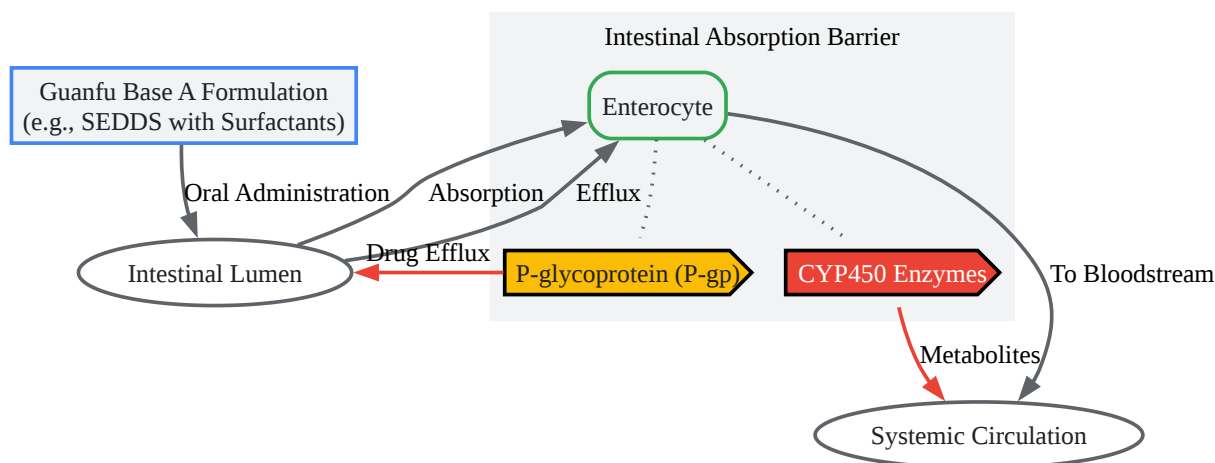 Intestinal Absorption Barrier
Guanfu Base A Formulation
(e.g., SEDDS with Surfactants)
Enterocyte
Oral Administration
Absorption
Efflux
Drug Efflux
Intestinal Lumen
P-glycoprotein (P-gp)
CYP450 Enzymes
To Bloodstream
Metabolites
Systemic Circulation